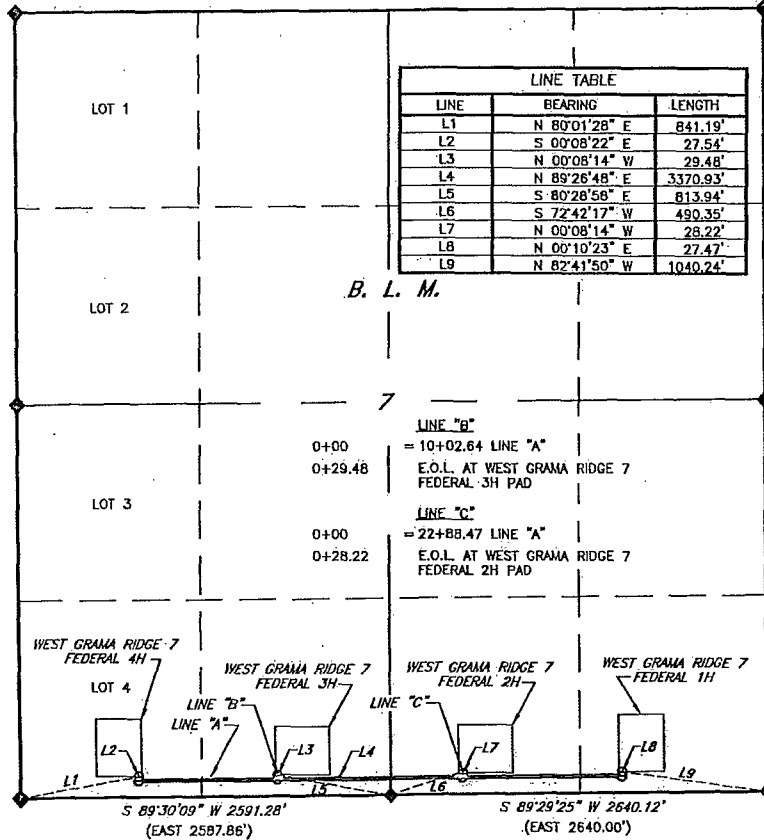 LOT 1
LINE TABLE
LINE BEARING LENGTH
L1 N 80°01'28" E 841.19'
L2 S 00°08'22" E 27.54'
L3 N 00°08'14" W 29.48'
L4 N 89°26'48" E 3370.93'
L5 S 80°28'58" E 813.94'
L6 S 72°42'17" W 490.35'
L7 N 00°08'14" W 28.22'
L8 N 00°10'23" E 27.47'
L9 N 82°41'50" W 1040.24'
B. L. M.
LOT 2
7
LINE "B"
0+00 = 10+02.64 LINE "A"
0+29.48 E.O.L. AT WEST GRAMA RIDGE 7
FEDERAL 3H PAD
LOT 3
LINE "C"
0+00 = 22+88.47 LINE "A"
0+28.22 E.O.L. AT WEST GRAMA RIDGE 7
FEDERAL 2H PAD
WEST GRAMA RIDGE 7
FEDERAL 4H
WEST GRAMA RIDGE 7
FEDERAL 3H
WEST GRAMA RIDGE 7
FEDERAL 2H
WEST GRAMA RIDGE 7
FEDERAL 1H
LOT 4
LINE "B"
LINE "A"
LINE "C"
L1
L2
L3
L4
L5
L6
L7
L8
L9
S 89°30'09" W 2591.28'
(EAST 2587.86')
S 89°29'25" W 2640.12'
(EAST 2640.00')